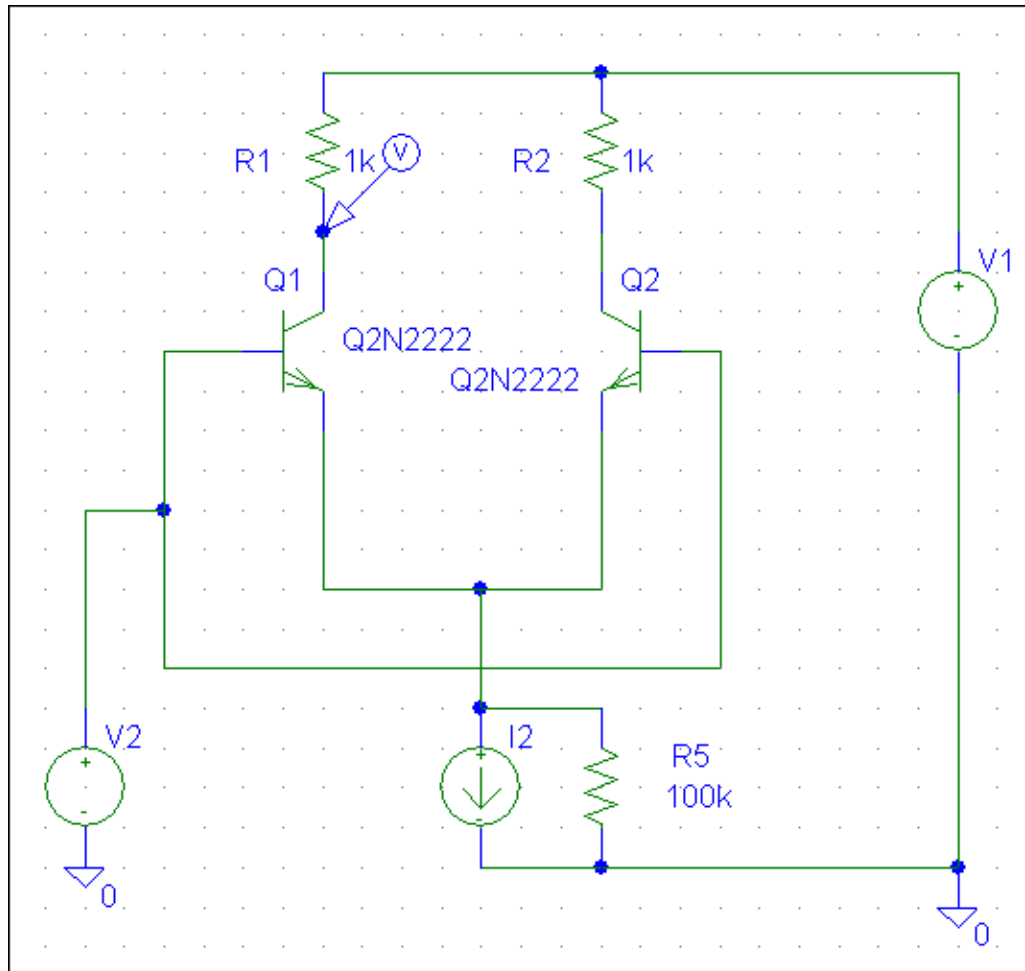 R1 1k V R2 1k
Q1 Q2 V1
+
-
Q2N2222
Q2N2222
V2 I2
+ + R5
100k
- -
0
0